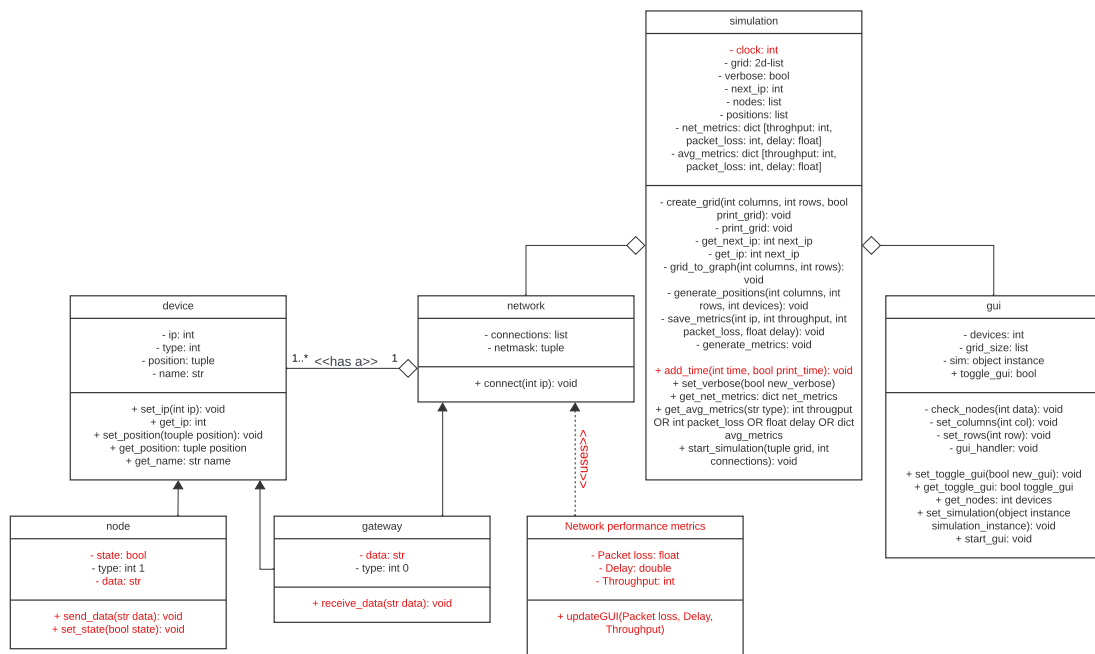 simulation
- clock: int
- grid: 2d-list
- verbose: bool
- next_ip: int
- nodes: list
- positions: list
- net_metrics: dict [throghput: int,
packet_loss: int, delay: float]
- avg_metrics: dict [throughput: int,
packet_loss: int, delay: float]
- create_grid(int columns, int rows, bool
print_grid): void
- print_grid: void
- get_next_ip: int next_ip
- get_ip: int next_ip
- grid_to_graph(int columns, int rows):
void
- generate_positions(int columns, int
rows, int devices): void
- save_metrics(int ip, int throughput, int
packet_loss, float delay): void
- generate_metrics: void
+ add_time(int time, bool print_time): void
+ set_verbose(bool new_verbose)
+ get_net_metrics: dict net_metrics
+ get_avg_metrics(str type): int througput
OR int packet_loss OR float delay OR dict
avg_metrics
+ start_simulation(tuple grid, int
connections): void
device
- ip: int
- type: int
- position: tuple
- name: str
+ set_ip(int ip): void
+ get_ip: int
+ set_position(touple position): void
+ get_position: tuple position
+ get_name: str name
1..* <<has a>> 1
network
- connections: list
- netmask: tuple
+ connect(int ip): void
gui
- devices: int
- grid_size: list
- sim: object instance
+ toggle_gui: bool
- check_nodes(int data): void
- set_columns(int col): void
- set_rows(int row): void
- gui_handler: void
+ set_toggle_gui(bool new_gui): void
+ get_toggle_gui: bool toggle_gui
+ get_nodes: int devices
+ set_simulation(object instance
simulation_instance): void
+ start_gui: void
<<uses>>
node
- state: bool
- type: int 1
- data: str
+ send_data(str data): void
+ set_state(bool state): void
gateway
- data: str
- type: int 0
+ receive_data(str data): void
Network performance metrics
- Packet loss: float
- Delay: double
- Throughput: int
+ updateGUI(Packet loss, Delay,
Throughput)